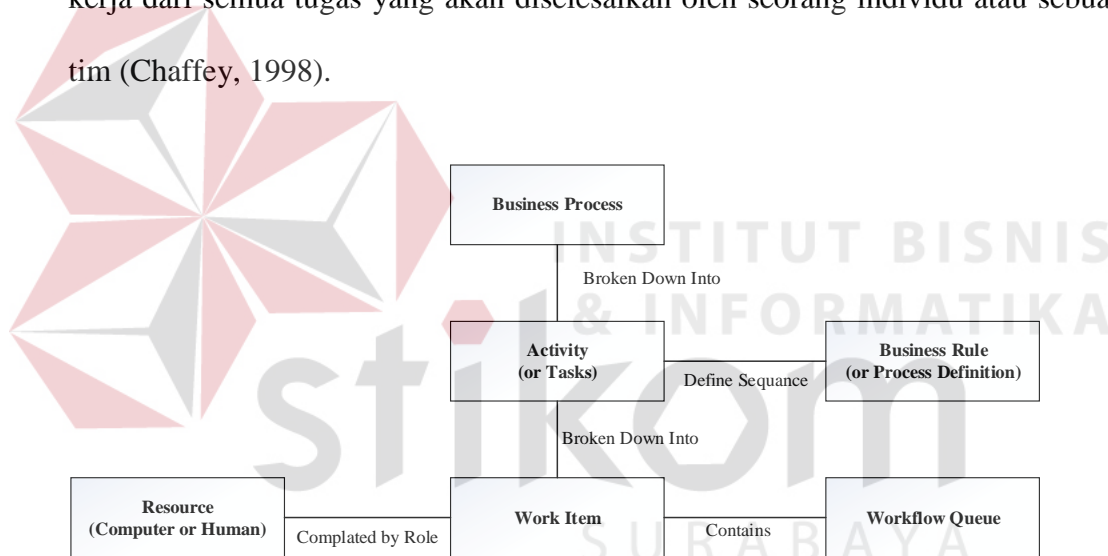 kerja dari semua tugas yang akan diselesaikan oleh seorang individu atau
tim (Chaffey, 1998).
Business Process
INSTITUT BISNIS
Broken Down Into
& INFORMATIKA
Activity
(or Tasks)
Define Sequance
Business Rule
(or Process Definition)
stikom
Broken Down Into
Resource
(Computer or Human)
Complated by Role
Work Item
Contains
Workflow Queue
SURABAYA